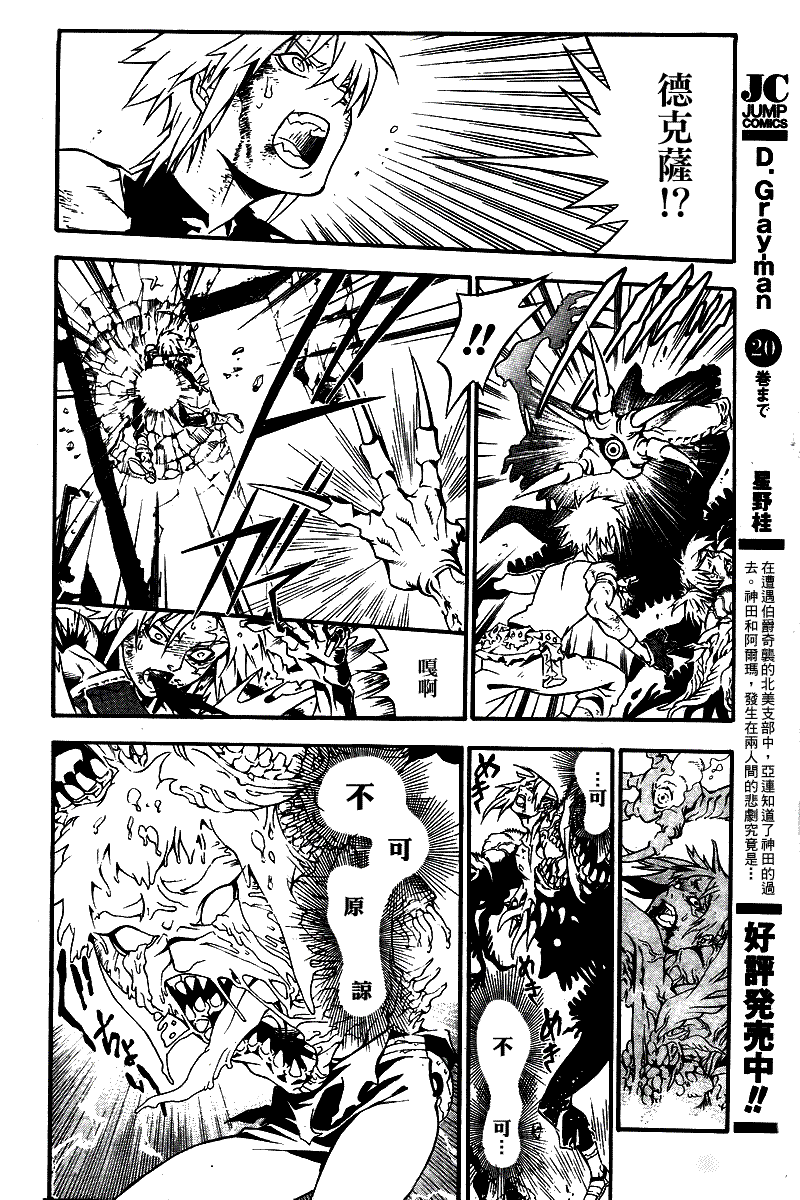 德克薩!?
!!
嘎啊
…可
不
可…
めき
めき
めき
めき
不
可
原
諒
ぢょり
JC
JUMP
COMICS
D.Gray-man
20
巻まで
星野桂
在遭遇伯爵奇襲的北美支部中，亞連知道了神田的過
去。神田和阿爾瑪，發生在兩人間的悲劇究竟是…
好評発売中!!